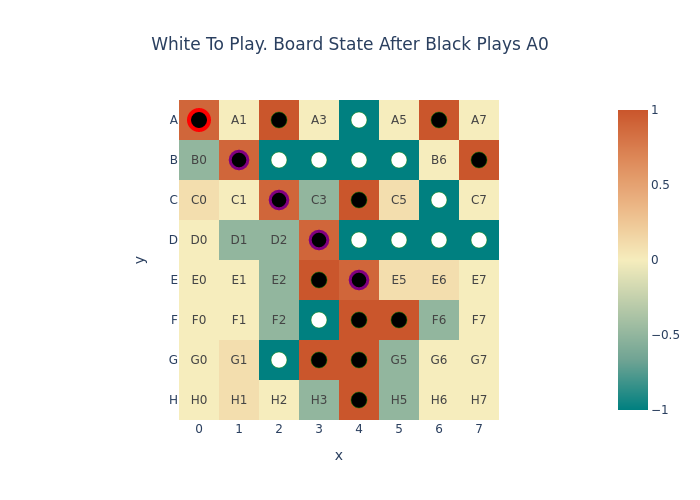 White To Play. Board State After Black Plays A0
A A1 A3 A5 A7 1
B B0 B6
C C0 C1 C3 C5 C7 0.5
D D0 D1 D2
y 0
E E0 E1 E2 E5 E6 E7
F F0 F1 F2 F6 F7 −0.5
G G0 G1 G5 G6 G7
H H0 H1 H2 H3 H5 H6 H7 −1
0 1 2 3 4 5 6 7
x